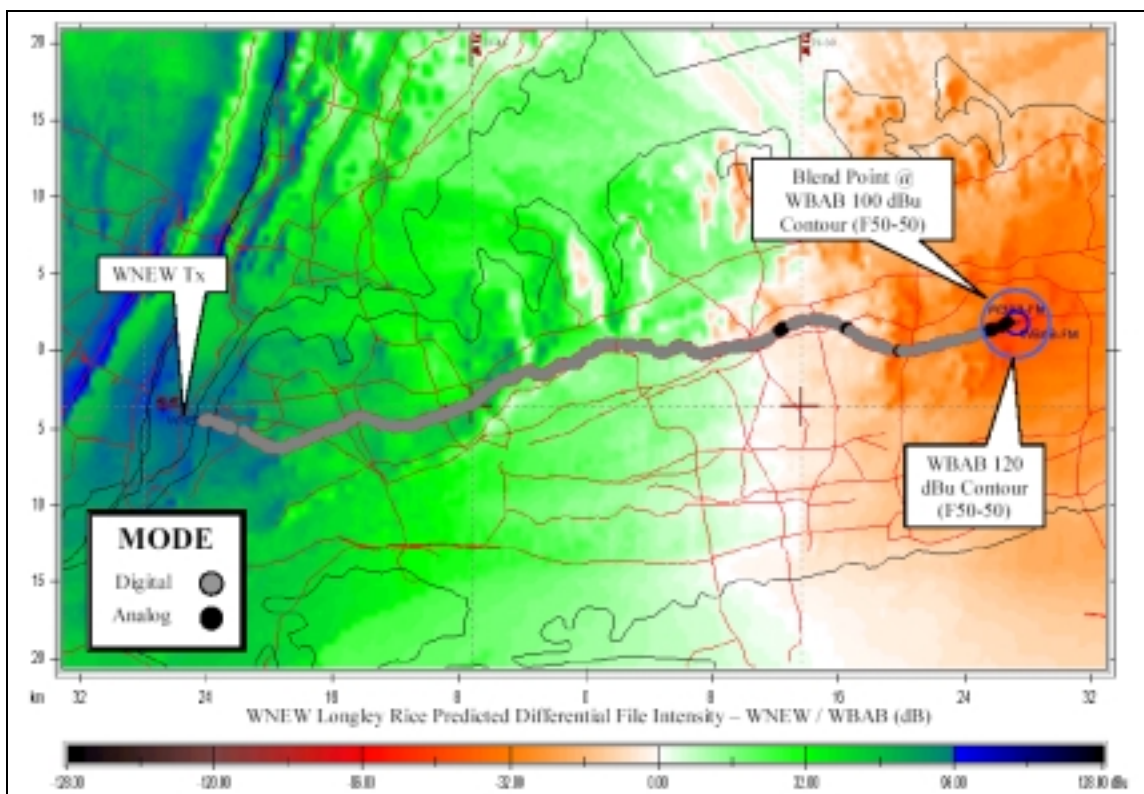 20
15
10
5
0
5
10
15
20
WNEW Tx
Blend Point @
WBAB 100 dBu
Contour (F50-50)
WBAB 120
dBu Contour
(F50-50)
MODE
Digital
Analog
km 32 24 16 8 0 8 16 24 32
WNEW Longley Rice Predicted Differential File Intensity – WNEW / WBAB (dB)
-32.00 0.00 32.00